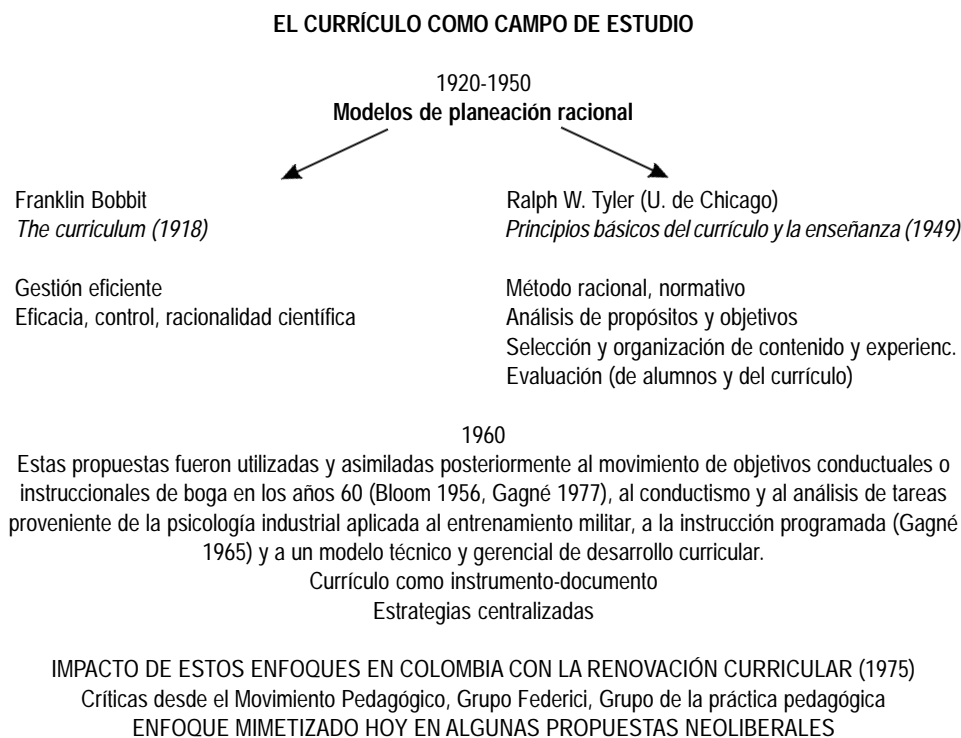 EL CURRÍCULO COMO CAMPO DE ESTUDIO
1920-1950
Modelos de planeación racional
Franklin Bobbit
The curriculum (1918)
Gestión eficiente
Eficacia, control, racionalidad científica
Ralph W. Tyler (U. de Chicago)
Principios básicos del currículo y la enseñanza (1949)
Método racional, normativo
Análisis de propósitos y objetivos
Selección y organización de contenido y experienc.
Evaluación (de alumnos y del currículo)
1960
Estas propuestas fueron utilizadas y asimiladas posteriormente al movimiento de objetivos conductuales o
instruccionales de boga en los años 60 (Bloom 1956, Gagné 1977), al conductismo y al análisis de tareas
proveniente de la psicología industrial aplicada al entrenamiento militar, a la instrucción programada (Gagné
1965) y a un modelo técnico y gerencial de desarrollo curricular.
Currículo como instrumento-documento
Estrategias centralizadas
IMPACTO DE ESTOS ENFOQUES EN COLOMBIA CON LA RENOVACIÓN CURRICULAR (1975)
Críticas desde el Movimiento Pedagógico, Grupo Federici, Grupo de la práctica pedagógica
ENFOQUE MIMETIZADO HOY EN ALGUNAS PROPUESTAS NEOLIBERALES